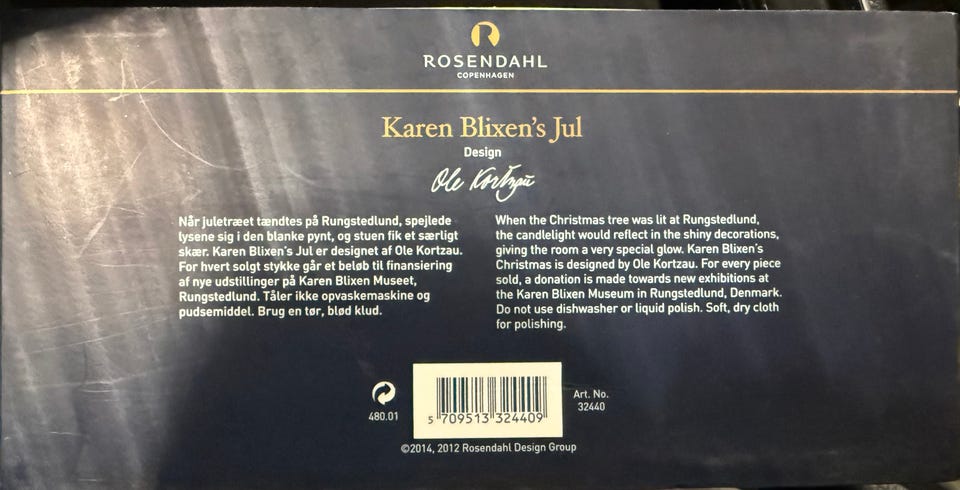 ROSENDAHL
COPENHAGEN
Karen Blixen's Jul
Design
Ole Kortzau
Når juletræet tændtes på Rungstedlund, spejlede
lysene sig i den blanke pynt, og stuen fik et særligt
skær. Karen Blixen's Jul er designet af Ole Kortzau.
For hvert solgt stykke går et beløb til finansiering
af nye udstillinger på Karen Blixen Museet,
Rungstedlund. Tåler ikke opvaskemaskine og
pudsemiddel. Brug en tør, blød klud.
When the Christmas tree was lit at Rungstedlund,
the candlelight would reflect in the shiny decorations,
giving the room a very special glow. Karen Blixen's
Christmas is designed by Ole Kortzau. For every piece
sold, a donation is made towards new exhibitions at
the Karen Blixen Museum in Rungstedlund, Denmark.
Do not use dishwasher or liquid polish. Soft, dry cloth
for polishing.
480.01
5 709513 324409
Art. No.
32440
©2014, 2012 Rosendahl Design Group